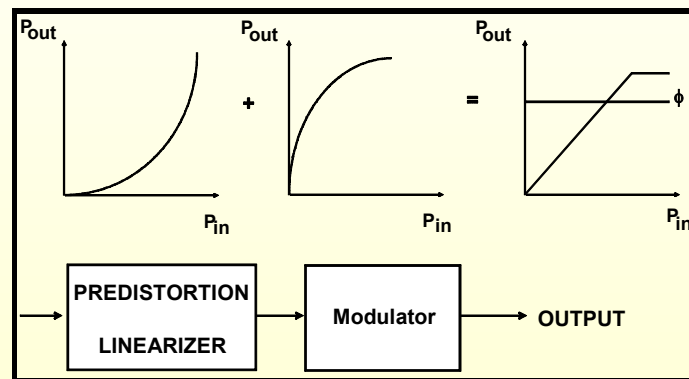 Pout
Pout
Pout
+
=
ϕ
Pin
Pin
Pin
PREDISTORTION
LINEARIZER
Modulator
OUTPUT